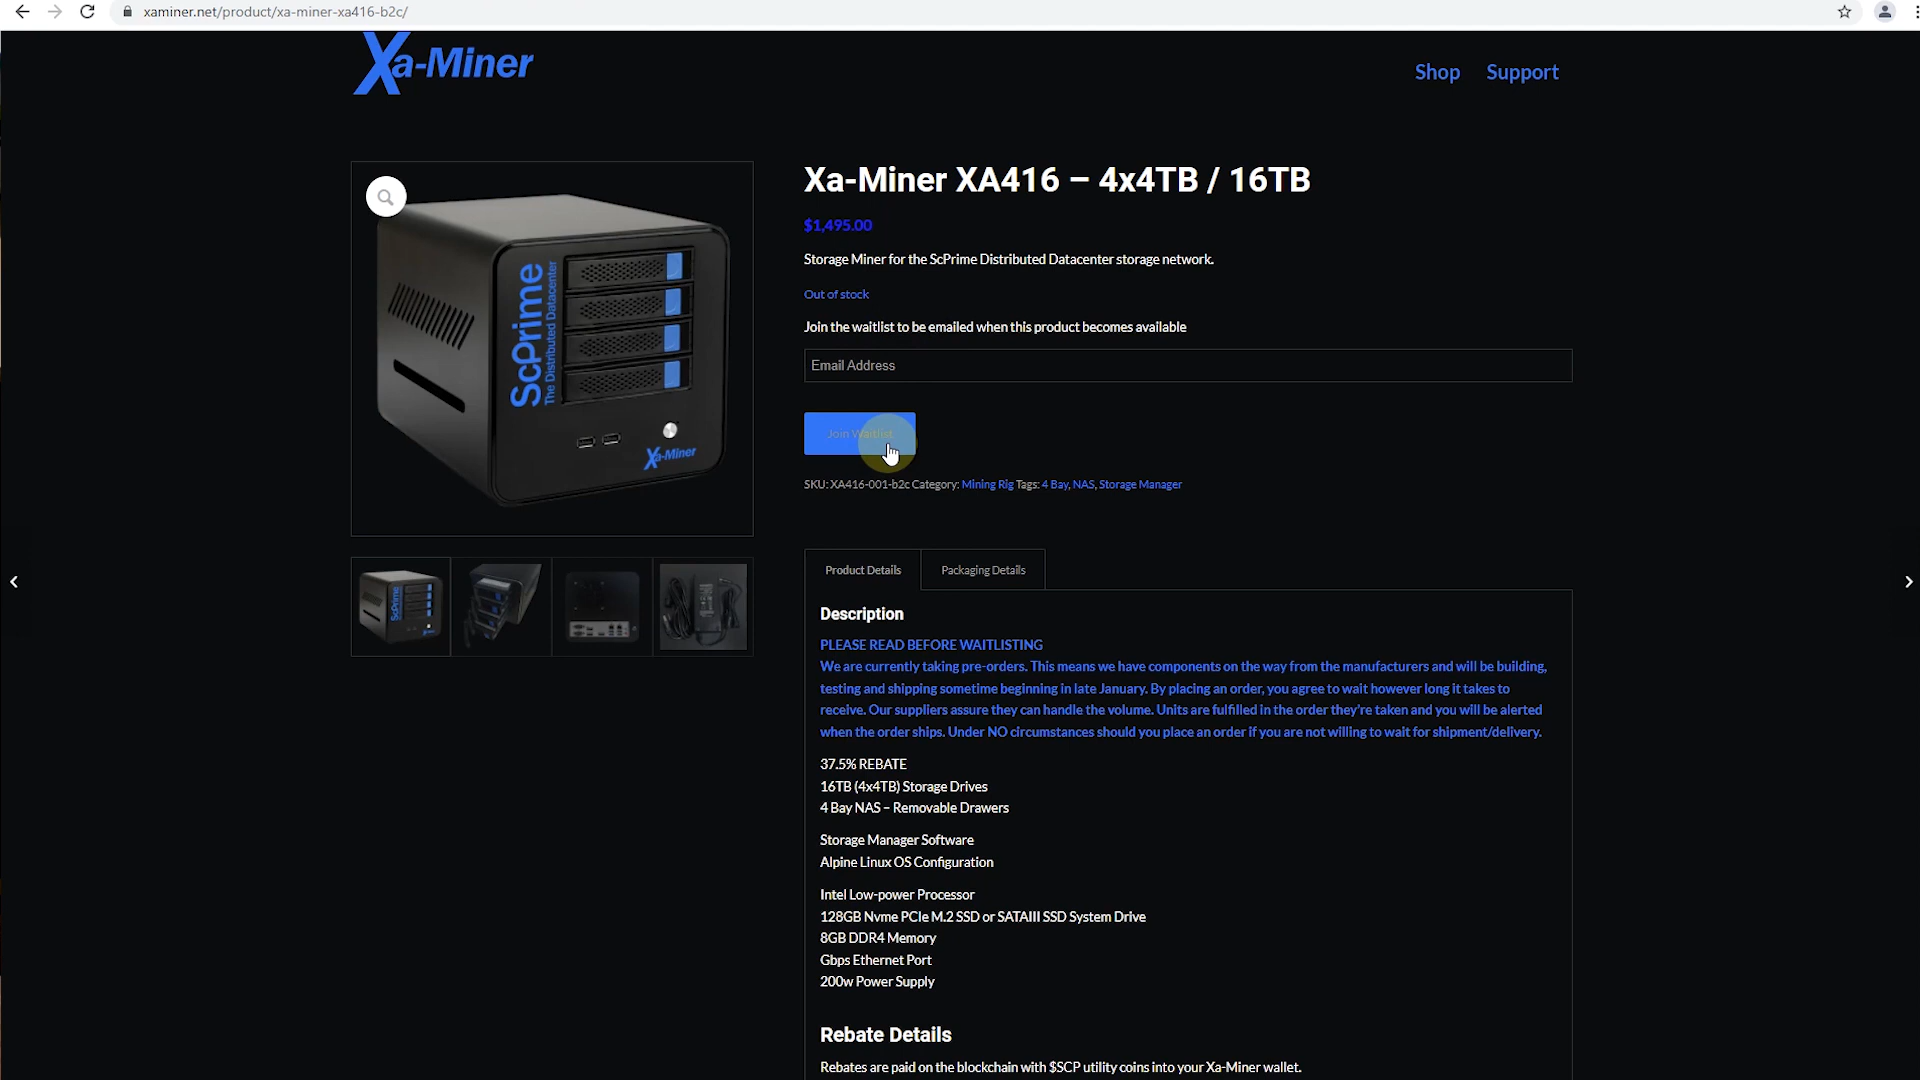 xaminer.net/product/xa-miner-xa416-b2c/
Xa-Miner
Shop Support
Xa-Miner XA416 – 4x4TB / 16TB
$1,495.00
Storage Miner for the ScPrime Distributed Datacenter storage network.
Out of stock
Join the waitlist to be emailed when this product becomes available
Email Address
Join Waitlist
SKU: XA416-001-b2c Category: Mining Rig Tags: 4 Bay, NAS, Storage Manager
ScPrime
The Distributed Datacenter
Xa-Miner
Product Details Packaging Details
Description
PLEASE READ BEFORE WAITLISTING
We are currently taking pre-orders. This means we have components on the way from the manufacturers and will be building,
testing and shipping sometime beginning in late January. By placing an order, you agree to wait however long it takes to
receive. Our suppliers assure they can handle the volume. Units are fulfilled in the order they're taken and you will be alerted
when the order ships. Under NO circumstances should you place an order if you are not willing to wait for shipment/delivery.
37.5% REBATE
16TB (4x4TB) Storage Drives
4 Bay NAS – Removable Drawers
Storage Manager Software
Alpine Linux OS Configuration
Intel Low-power Processor
128GB Nvme PCIe M.2 SSD or SATAIII SSD System Drive
8GB DDR4 Memory
Gbps Ethernet Port
200w Power Supply
Rebate Details
Rebates are paid on the blockchain with $SCP utility coins into your Xa-Miner wallet.